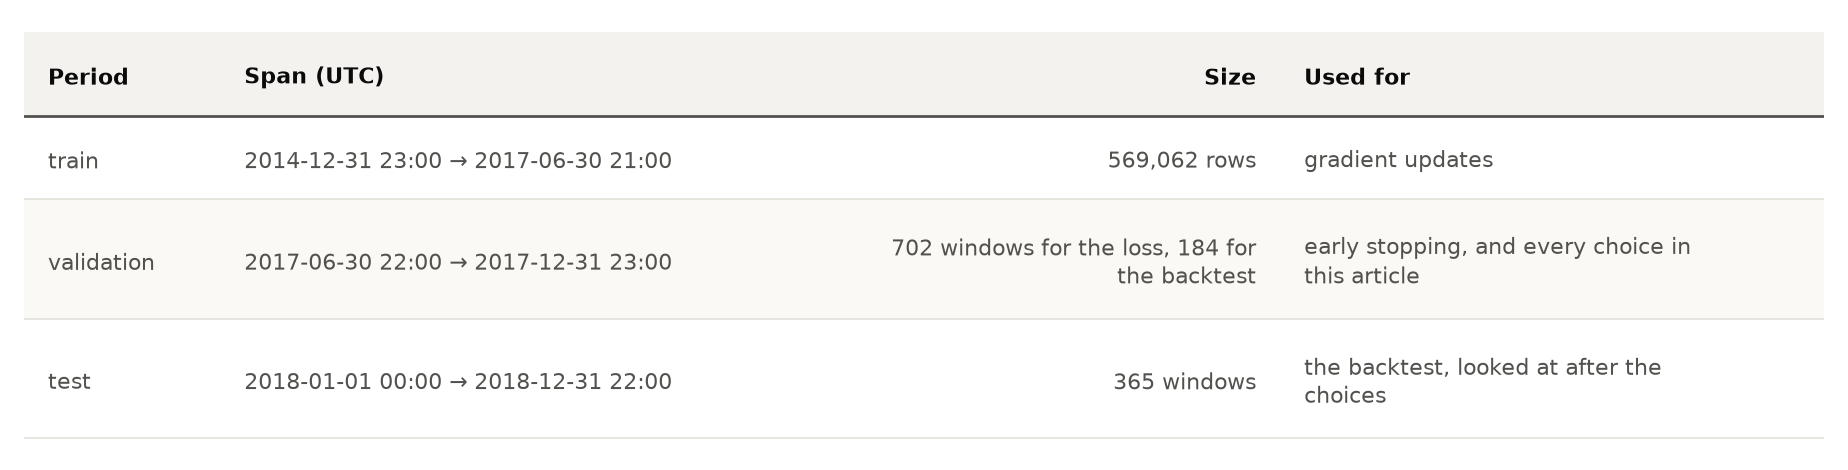 Period Span (UTC) Size Used for
train 2014-12-31 23:00 → 2017-06-30 21:00 569,062 rows gradient updates
validation 2017-06-30 22:00 → 2017-12-31 23:00 702 windows for the loss, 184 for the backtest early stopping, and every choice in this article
test 2018-01-01 00:00 → 2018-12-31 22:00 365 windows the backtest, looked at after the choices